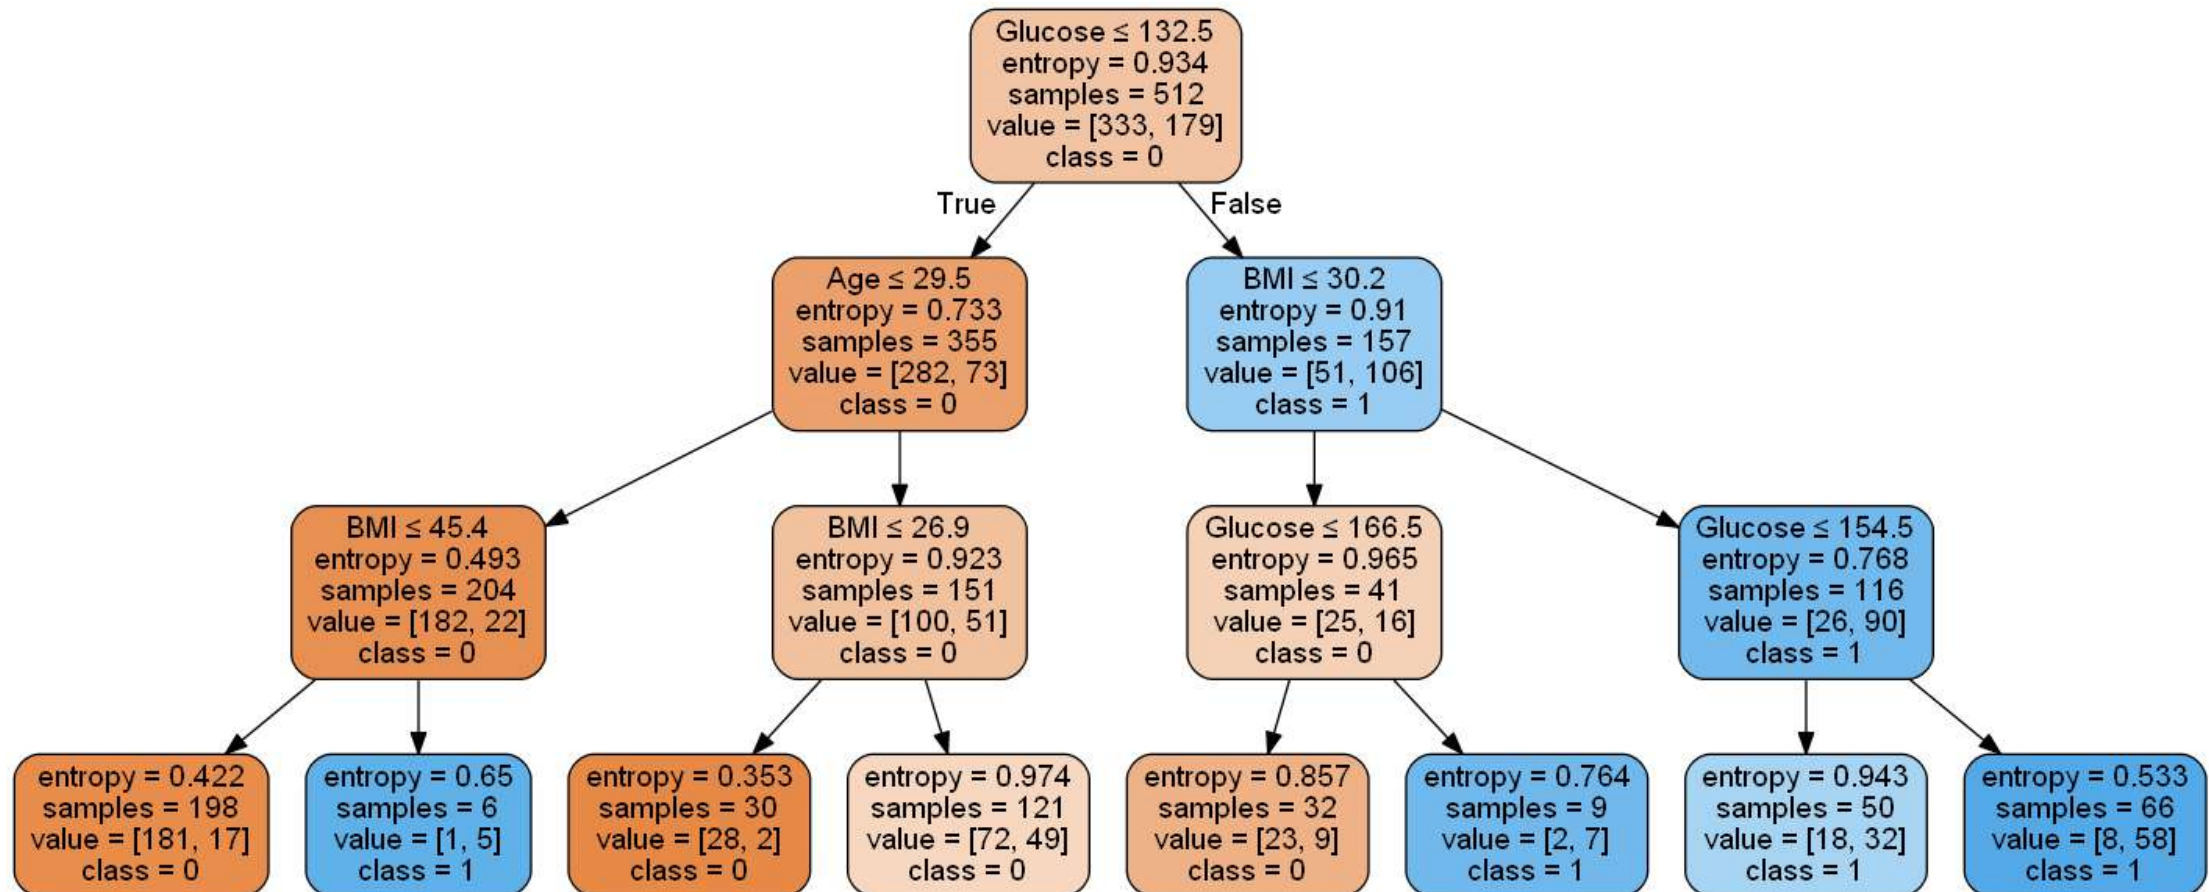 Glucose ≤ 132.5
entropy = 0.934
samples = 512
value = [333, 179]
class = 0
True
False
Age ≤ 29.5
entropy = 0.733
samples = 355
value = [282, 73]
class = 0
BMI ≤ 30.2
entropy = 0.91
samples = 157
value = [51, 106]
class = 1
BMI ≤ 45.4
entropy = 0.493
samples = 204
value = [182, 22]
class = 0
BMI ≤ 26.9
entropy = 0.923
samples = 151
value = [100, 51]
class = 0
Glucose ≤ 166.5
entropy = 0.965
samples = 41
value = [25, 16]
class = 0
Glucose ≤ 154.5
entropy = 0.768
samples = 116
value = [26, 90]
class = 1
entropy = 0.422
samples = 198
value = [181, 17]
class = 0
entropy = 0.65
samples = 6
value = [1, 5]
class = 1
entropy = 0.353
samples = 30
value = [28, 2]
class = 0
entropy = 0.974
samples = 121
value = [72, 49]
class = 0
entropy = 0.857
samples = 32
value = [23, 9]
class = 0
entropy = 0.764
samples = 9
value = [2, 7]
class = 1
entropy = 0.943
samples = 50
value = [18, 32]
class = 1
entropy = 0.533
samples = 66
value = [8, 58]
class = 1